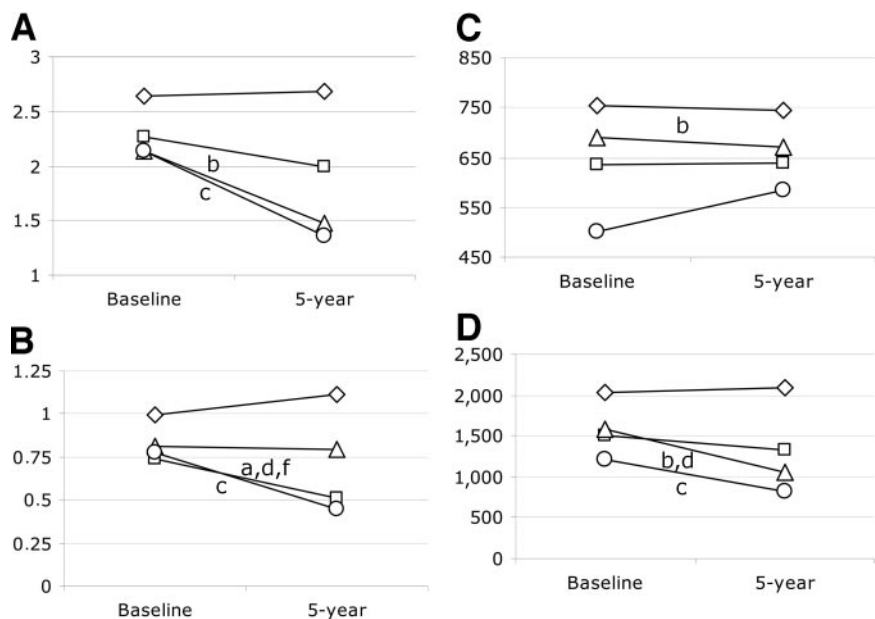 A
3
2.5
2
1.5
1
b
c
Baseline 5-year
B
1.25
1
0.75
0.5
0.25
0
a,d,f
c
Baseline 5-year
C
850
750
650
550
450
b
Baseline 5-year
D
2,500
2,000
1,500
1,000
500
0
b,d
c
Baseline 5-year